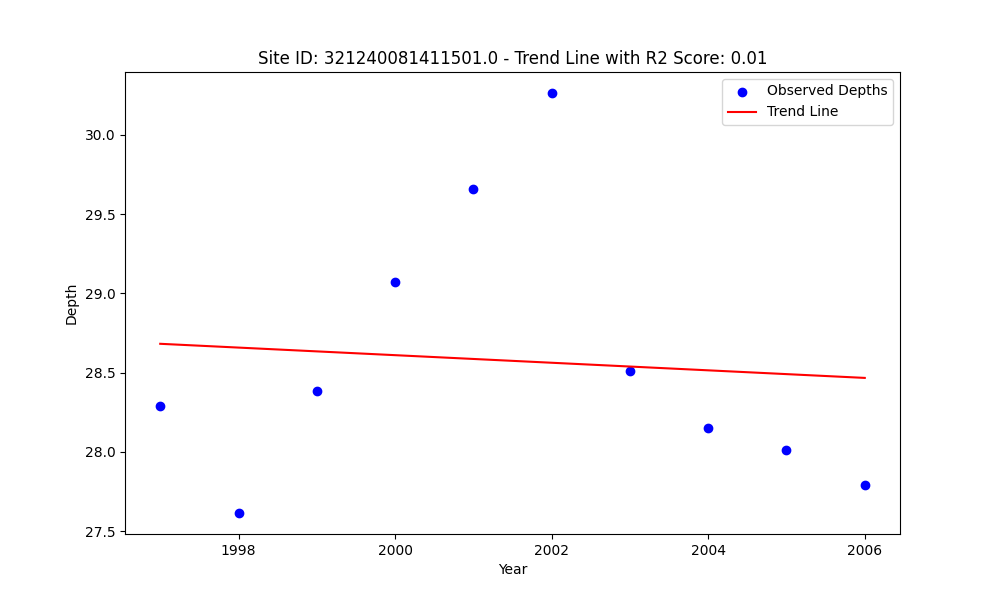 Site ID: 321240081411501.0 - Trend Line with R2 Score: 0.01
Observed Depths
Trend Line
30.0
29.5
29.0
28.5
28.0
27.5
Depth
1998
2000
2002
2004
2006
Year